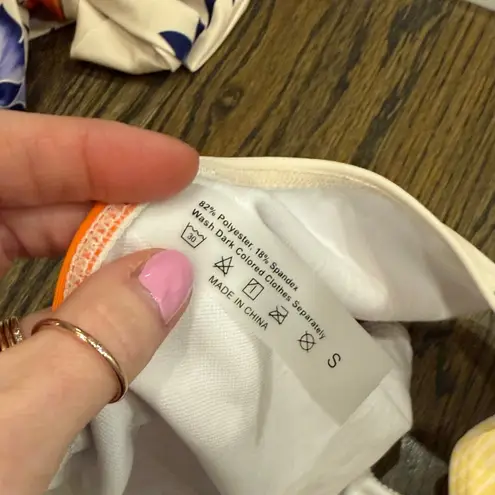 82% Polyester, 18% Spandex
Wash Dark Colored Clothes Separately
30
MADE IN CHINA
S